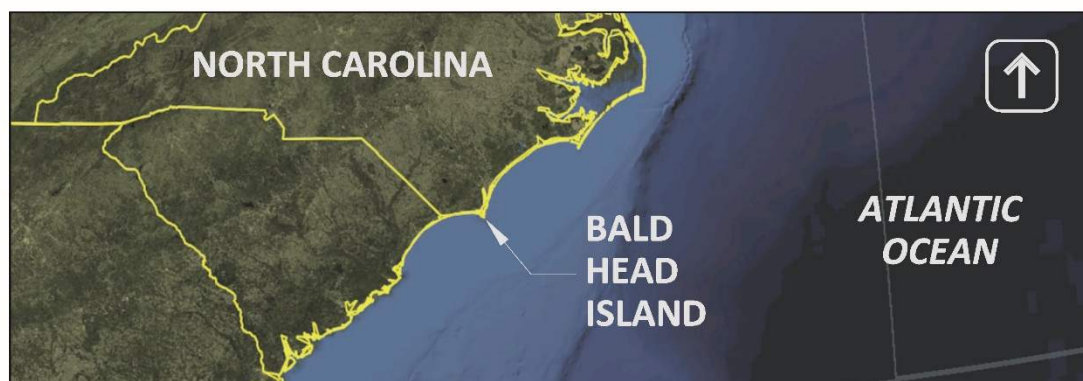 NORTH CAROLINA
ATLANTIC
OCEAN
BALD
HEAD
ISLAND